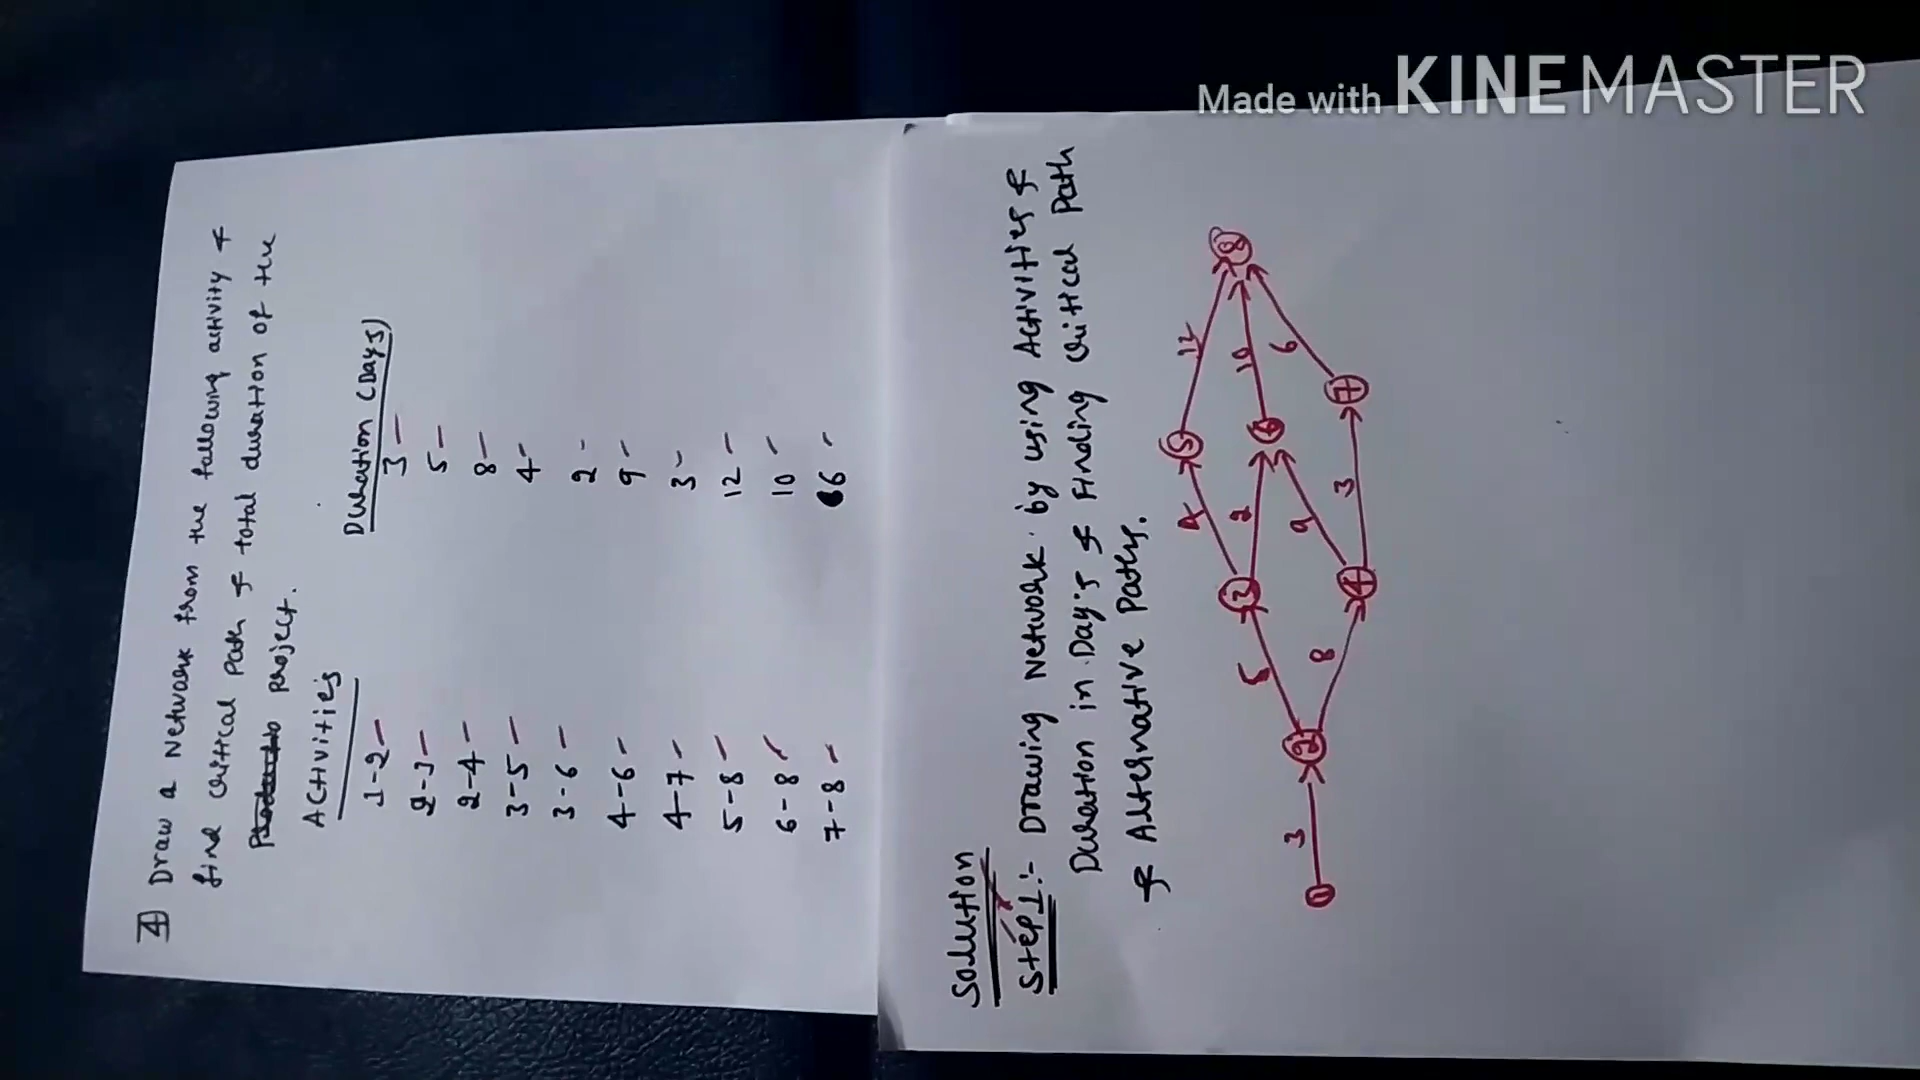 Made with KINEMASTER
4 Draw a Network from the fallowing activity &
find critical path & total duration of the
project.
Activities Duration (Days)
1-2 - 3 -
2-3 - 5 -
2-4 - 8 -
3-5 - 4 -
3-6 - 2 -
4-6 - 9 -
4-7 - 3 -
5-8 - 12 -
6-8 - 10 -
7-8 - 6 -
Solution
Step1:- Drawing Network by using Activities &
Duration in Day's & Finding critical Path
& Alternative Paths.
1 3 2 5 3 4 5 12 8
2 6 10
8 4 9
3 7 6